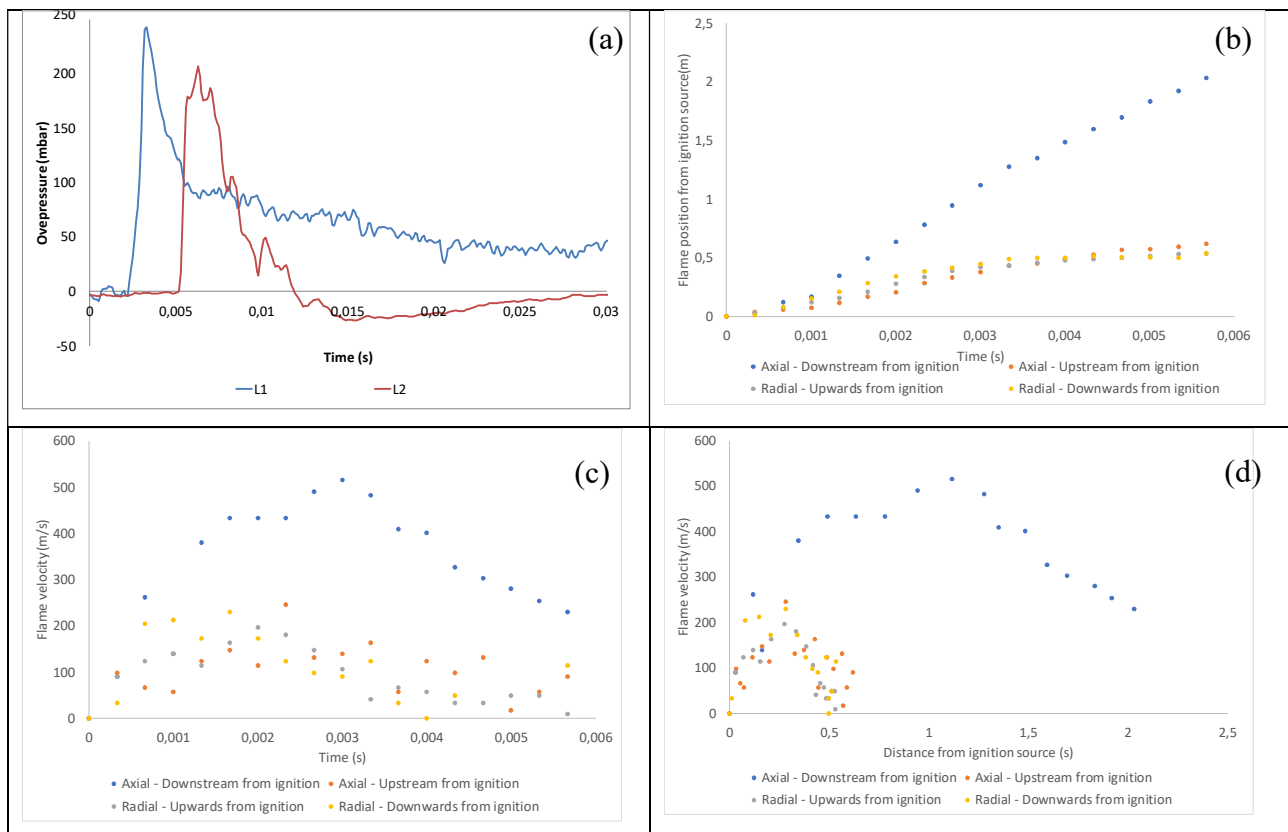 (a)
250
200
150
100
50
0
-50
Ovepressure (mbar)
0 0,005 0,01 0,015 0,02 0,025 0,03
Time (s)
L1 L2
(b)
2,5
2
1,5
1
0,5
0
Flame position from ignition source(m)
0 0,001 0,002 0,003 0,004 0,005 0,006
Time (s)
Axial - Downstream from ignition Axial - Upstream from ignition
Radial - Upwards from ignition Radial - Downwards from ignition
(c)
600
500
400
300
200
100
0
Flame velocity (m/s)
0 0,001 0,002 0,003 0,004 0,005 0,006
Time (s)
Axial - Downstream from ignition Axial - Upstream from ignition
Radial - Upwards from ignition Radial - Downwards from ignition
(d)
600
500
400
300
200
100
0
Flame velocity (m/s)
0 0,5 1 1,5 2 2,5
Distance from ignition source (s)
Axial - Downstream from ignition Axial - Upstream from ignition
Radial - Upwards from ignition Radial - Downwards from ignition